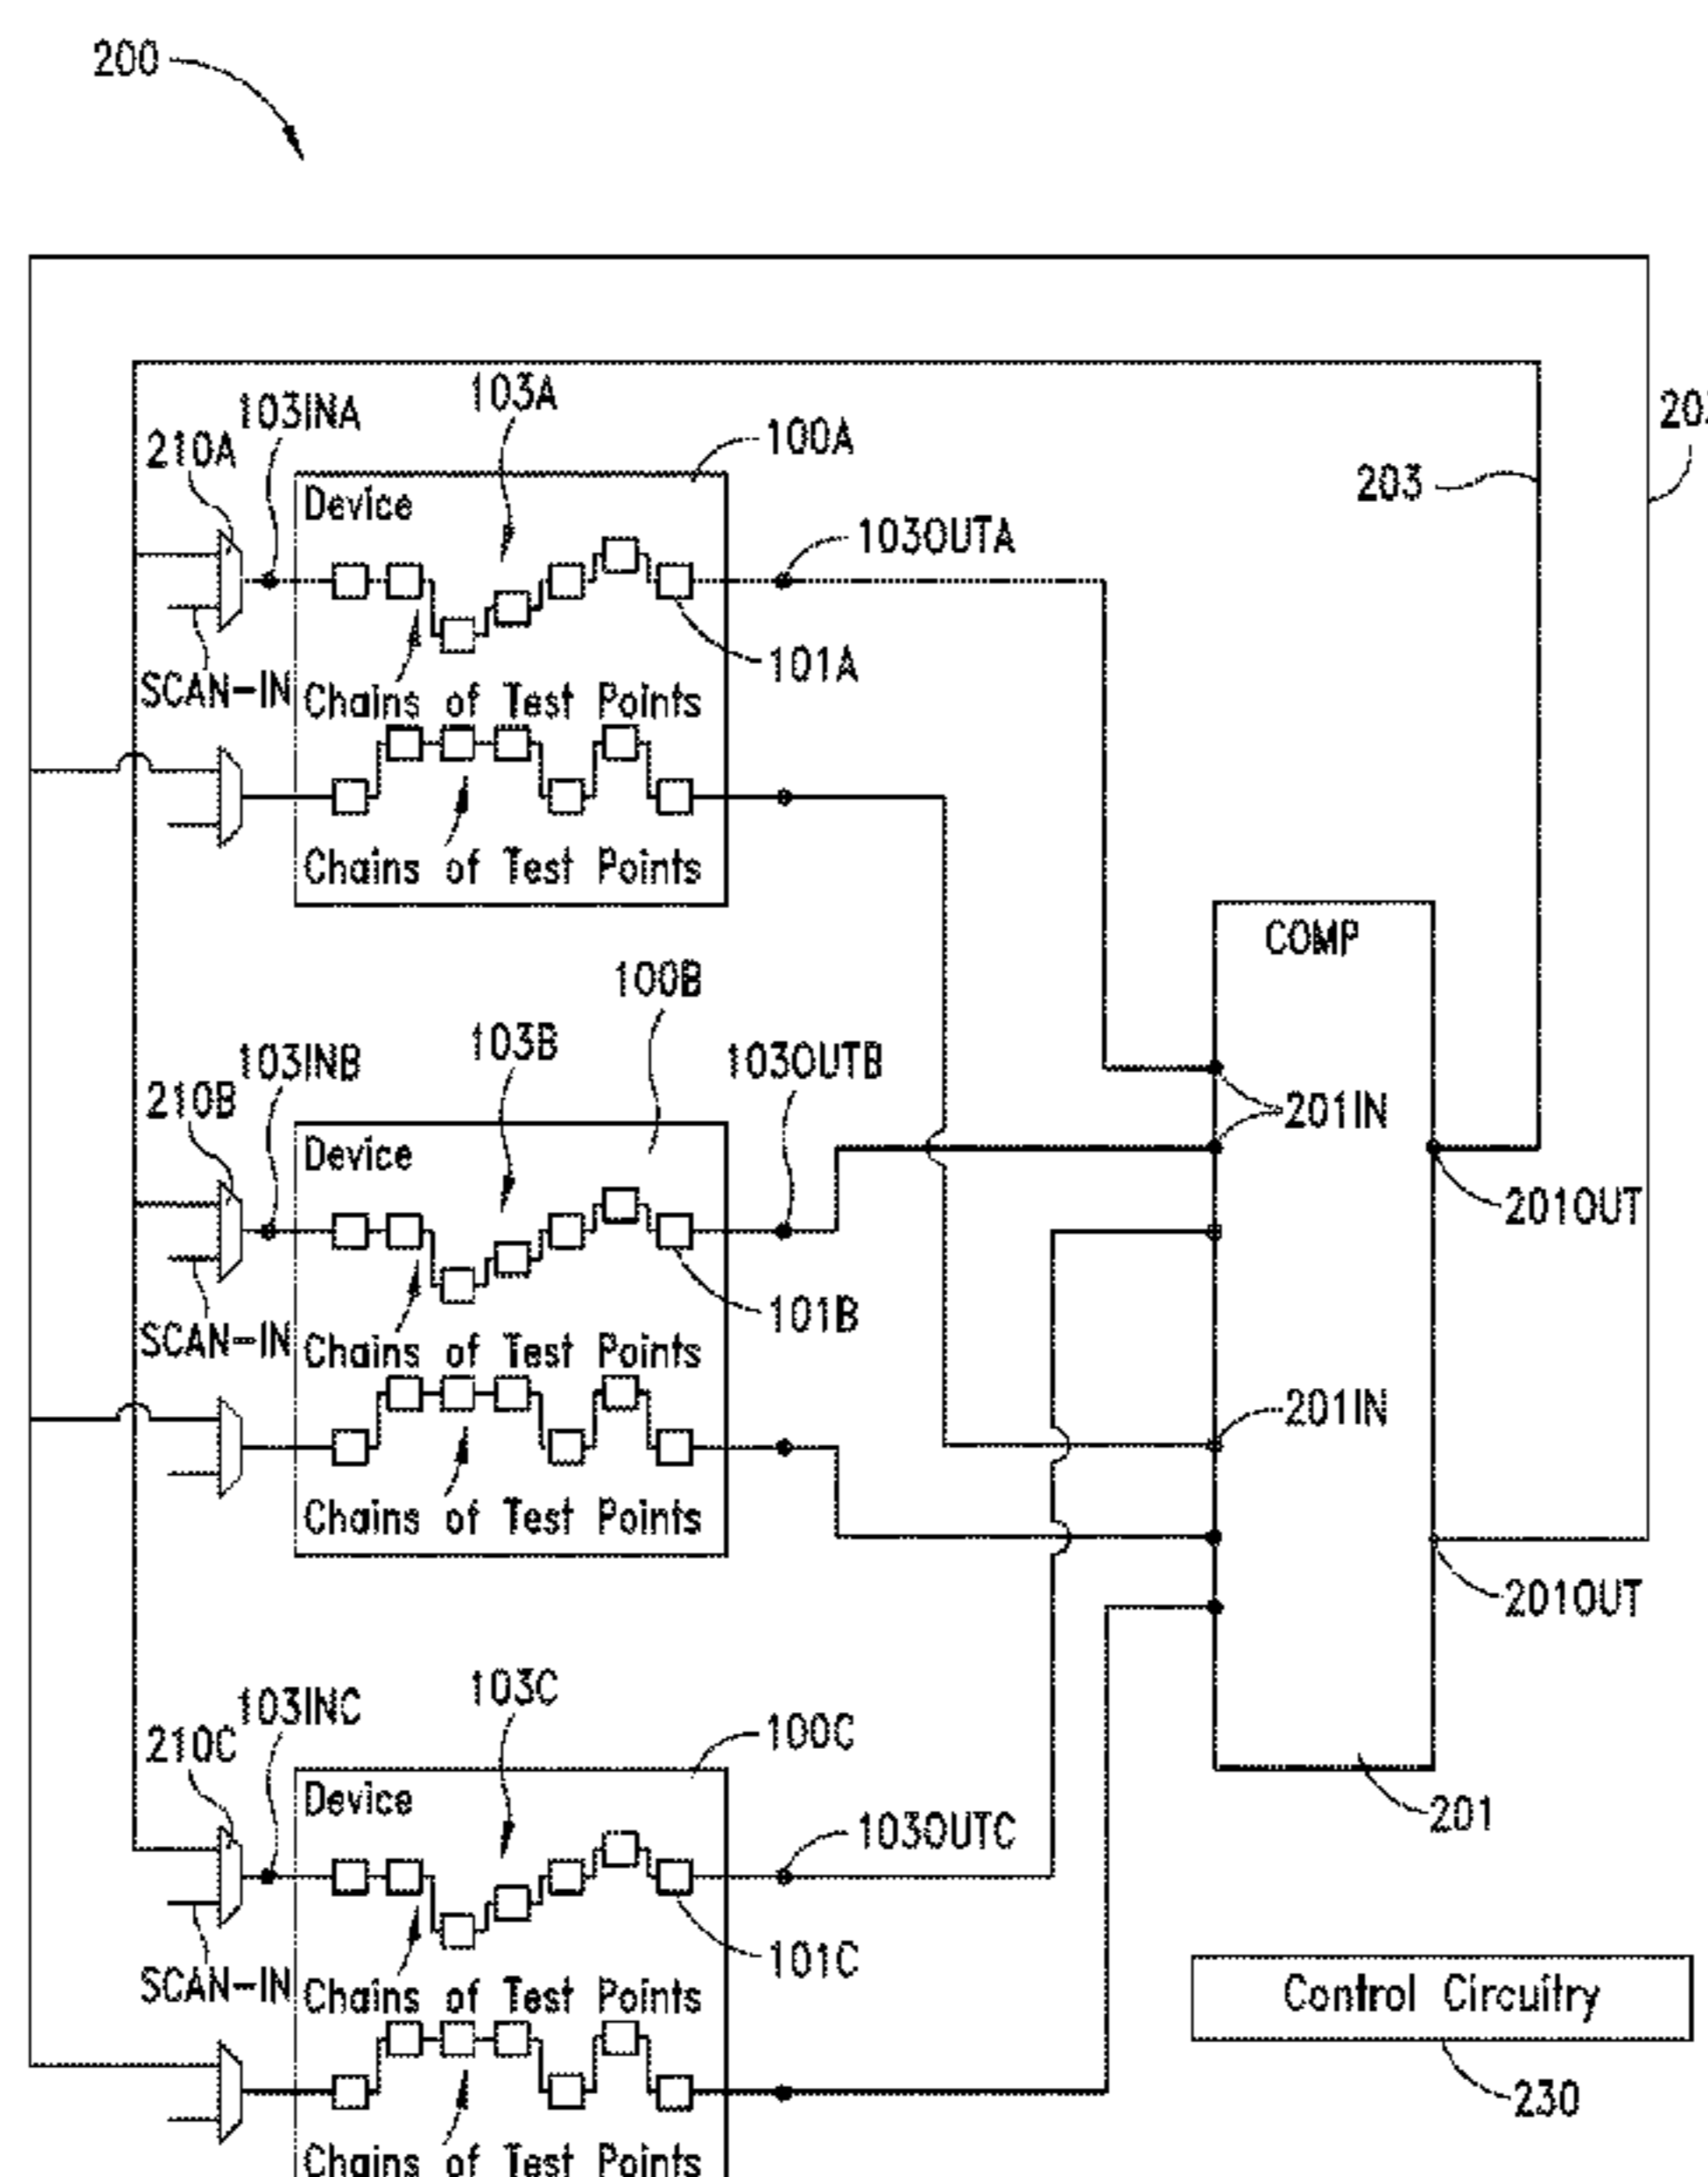 200
103INA
103A
210A
100A
203
Device
103OUTA
101A
SCAN-IN
Chains of Test Points
Chains of Test Points
COMP
100B
103INB
103B
103OUTB
210B
201IN
Device
201OUT
101B
SCAN-IN
Chains of Test Points
201IN
Chains of Test Points
201OUT
103INC
103C
210C
100C
Device
201
103OUTC
101C
SCAN-IN
Chains of Test Points
Control Circuitry
230
Chains of Test Points